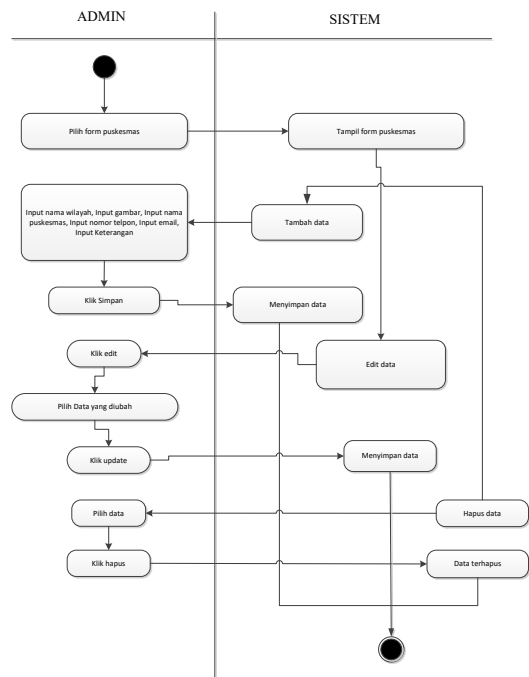 ADMIN
SISTEM
Pilih form puskesmas
Tampil form puskesmas
Input nama wilayah, Input gambar, Input nama
puskesmas, Input nomor telpon, Input email,
Input Keterangan
Tambah data
Klik Simpan
Menyimpan data
Klik edit
Edit data
Pilih Data yang diubah
Klik update
Menyimpan data
Pilih data
Hapus data
Klik hapus
Data terhapus